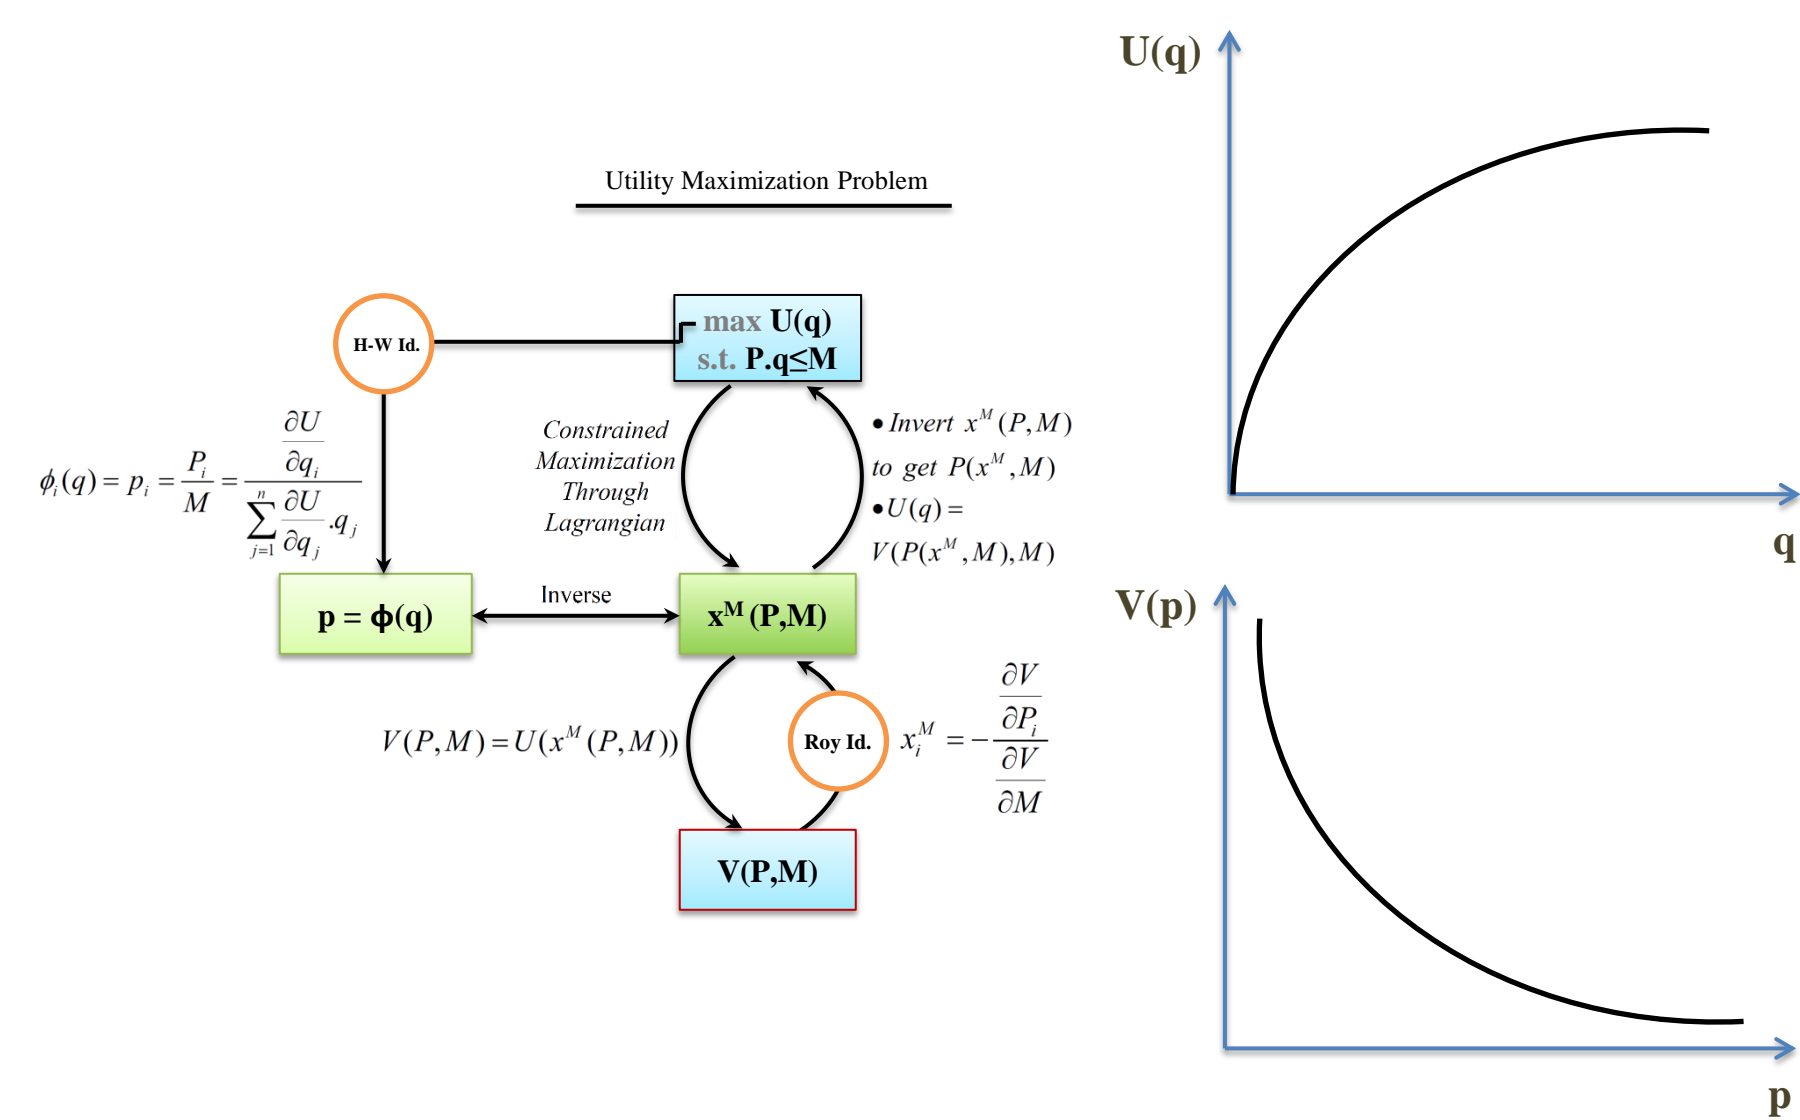 Utility Maximization Problem
H-W Id.
max U(q)
s.t. P.q≤M
Constrained
Maximization
Through
Lagrangian
• Invert x^M (P,M)
to get P(x^M,M)
•U(q) =
V(P(x^M,M),M)
ϕ_i(q) = p_i = P_i/M = (∂U/∂q_i)/(∑_{j=1}^{n} ∂U/∂q_j .q_j)
p = ϕ(q)
Inverse
x^M (P,M)
V(P,M) = U(x^M (P,M))
Roy Id.
x_i^M = −(∂V/∂P_i)/(∂V/∂M)
V(P,M)
U(q)
q
V(p)
p